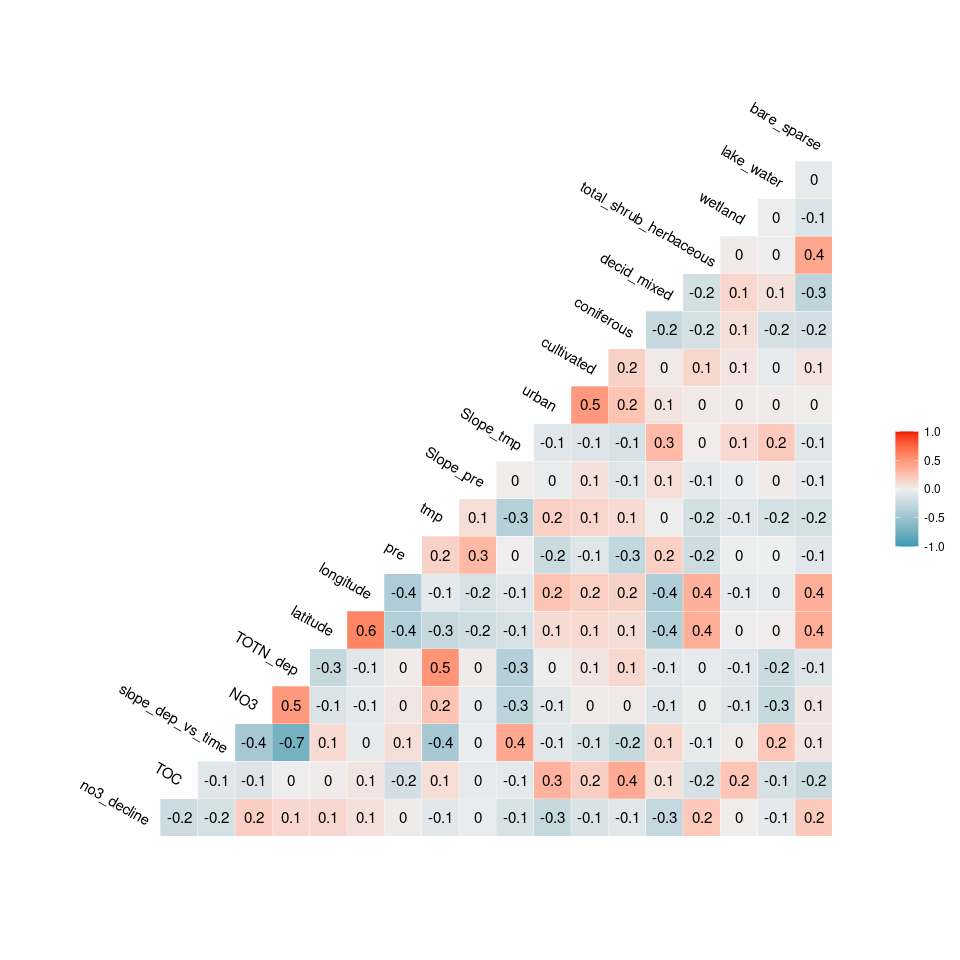 bare_sparse
lake_water 0
wetland 0 -0.1
total_shrub_herbaceous 0 0 0.4
decid_mixed -0.2 0.1 0.1 -0.3
coniferous -0.2 -0.2 0.1 -0.2 -0.2
cultivated 0.2 0 0.1 0.1 0 0.1
urban 0.5 0.2 0.1 0 0 0 0
Slope_tmp -0.1 -0.1 -0.1 0.3 0 0.1 0.2 -0.1
Slope_pre 0 0 0.1 -0.1 0.1 -0.1 0 0 -0.1
tmp 0.1 -0.3 0.2 0.1 0.1 0 -0.2 -0.1 -0.2 -0.2
pre 0.2 0.3 0 -0.2 -0.1 -0.3 0.2 -0.2 0 0 -0.1
longitude -0.4 -0.1 -0.2 -0.1 0.2 0.2 0.2 -0.4 0.4 -0.1 0 0.4
latitude 0.6 -0.4 -0.3 -0.2 -0.1 0.1 0.1 0.1 -0.4 0.4 0 0 0.4
TOTN_dep -0.3 -0.1 0 0.5 0 -0.3 0 0.1 0.1 -0.1 0 -0.1 -0.2 -0.1
NO3 0.5 -0.1 -0.1 0 0.2 0 -0.3 -0.1 0 0 -0.1 0 -0.1 -0.3 0.1
slope_dep_vs_time -0.4 -0.7 0.1 0 0.1 -0.4 0 0.4 -0.1 -0.1 -0.2 0.1 -0.1 0 0.2 0.1
TOC -0.1 -0.1 0 0 0.1 -0.2 0.1 0 -0.1 0.3 0.2 0.4 0.1 -0.2 0.2 -0.1 -0.2
no3_decline -0.2 -0.2 0.2 0.1 0.1 0.1 0 -0.1 0 -0.1 -0.3 -0.1 -0.1 -0.3 0.2 0 -0.1 0.2
1.0
0.5
0.0
-0.5
-1.0